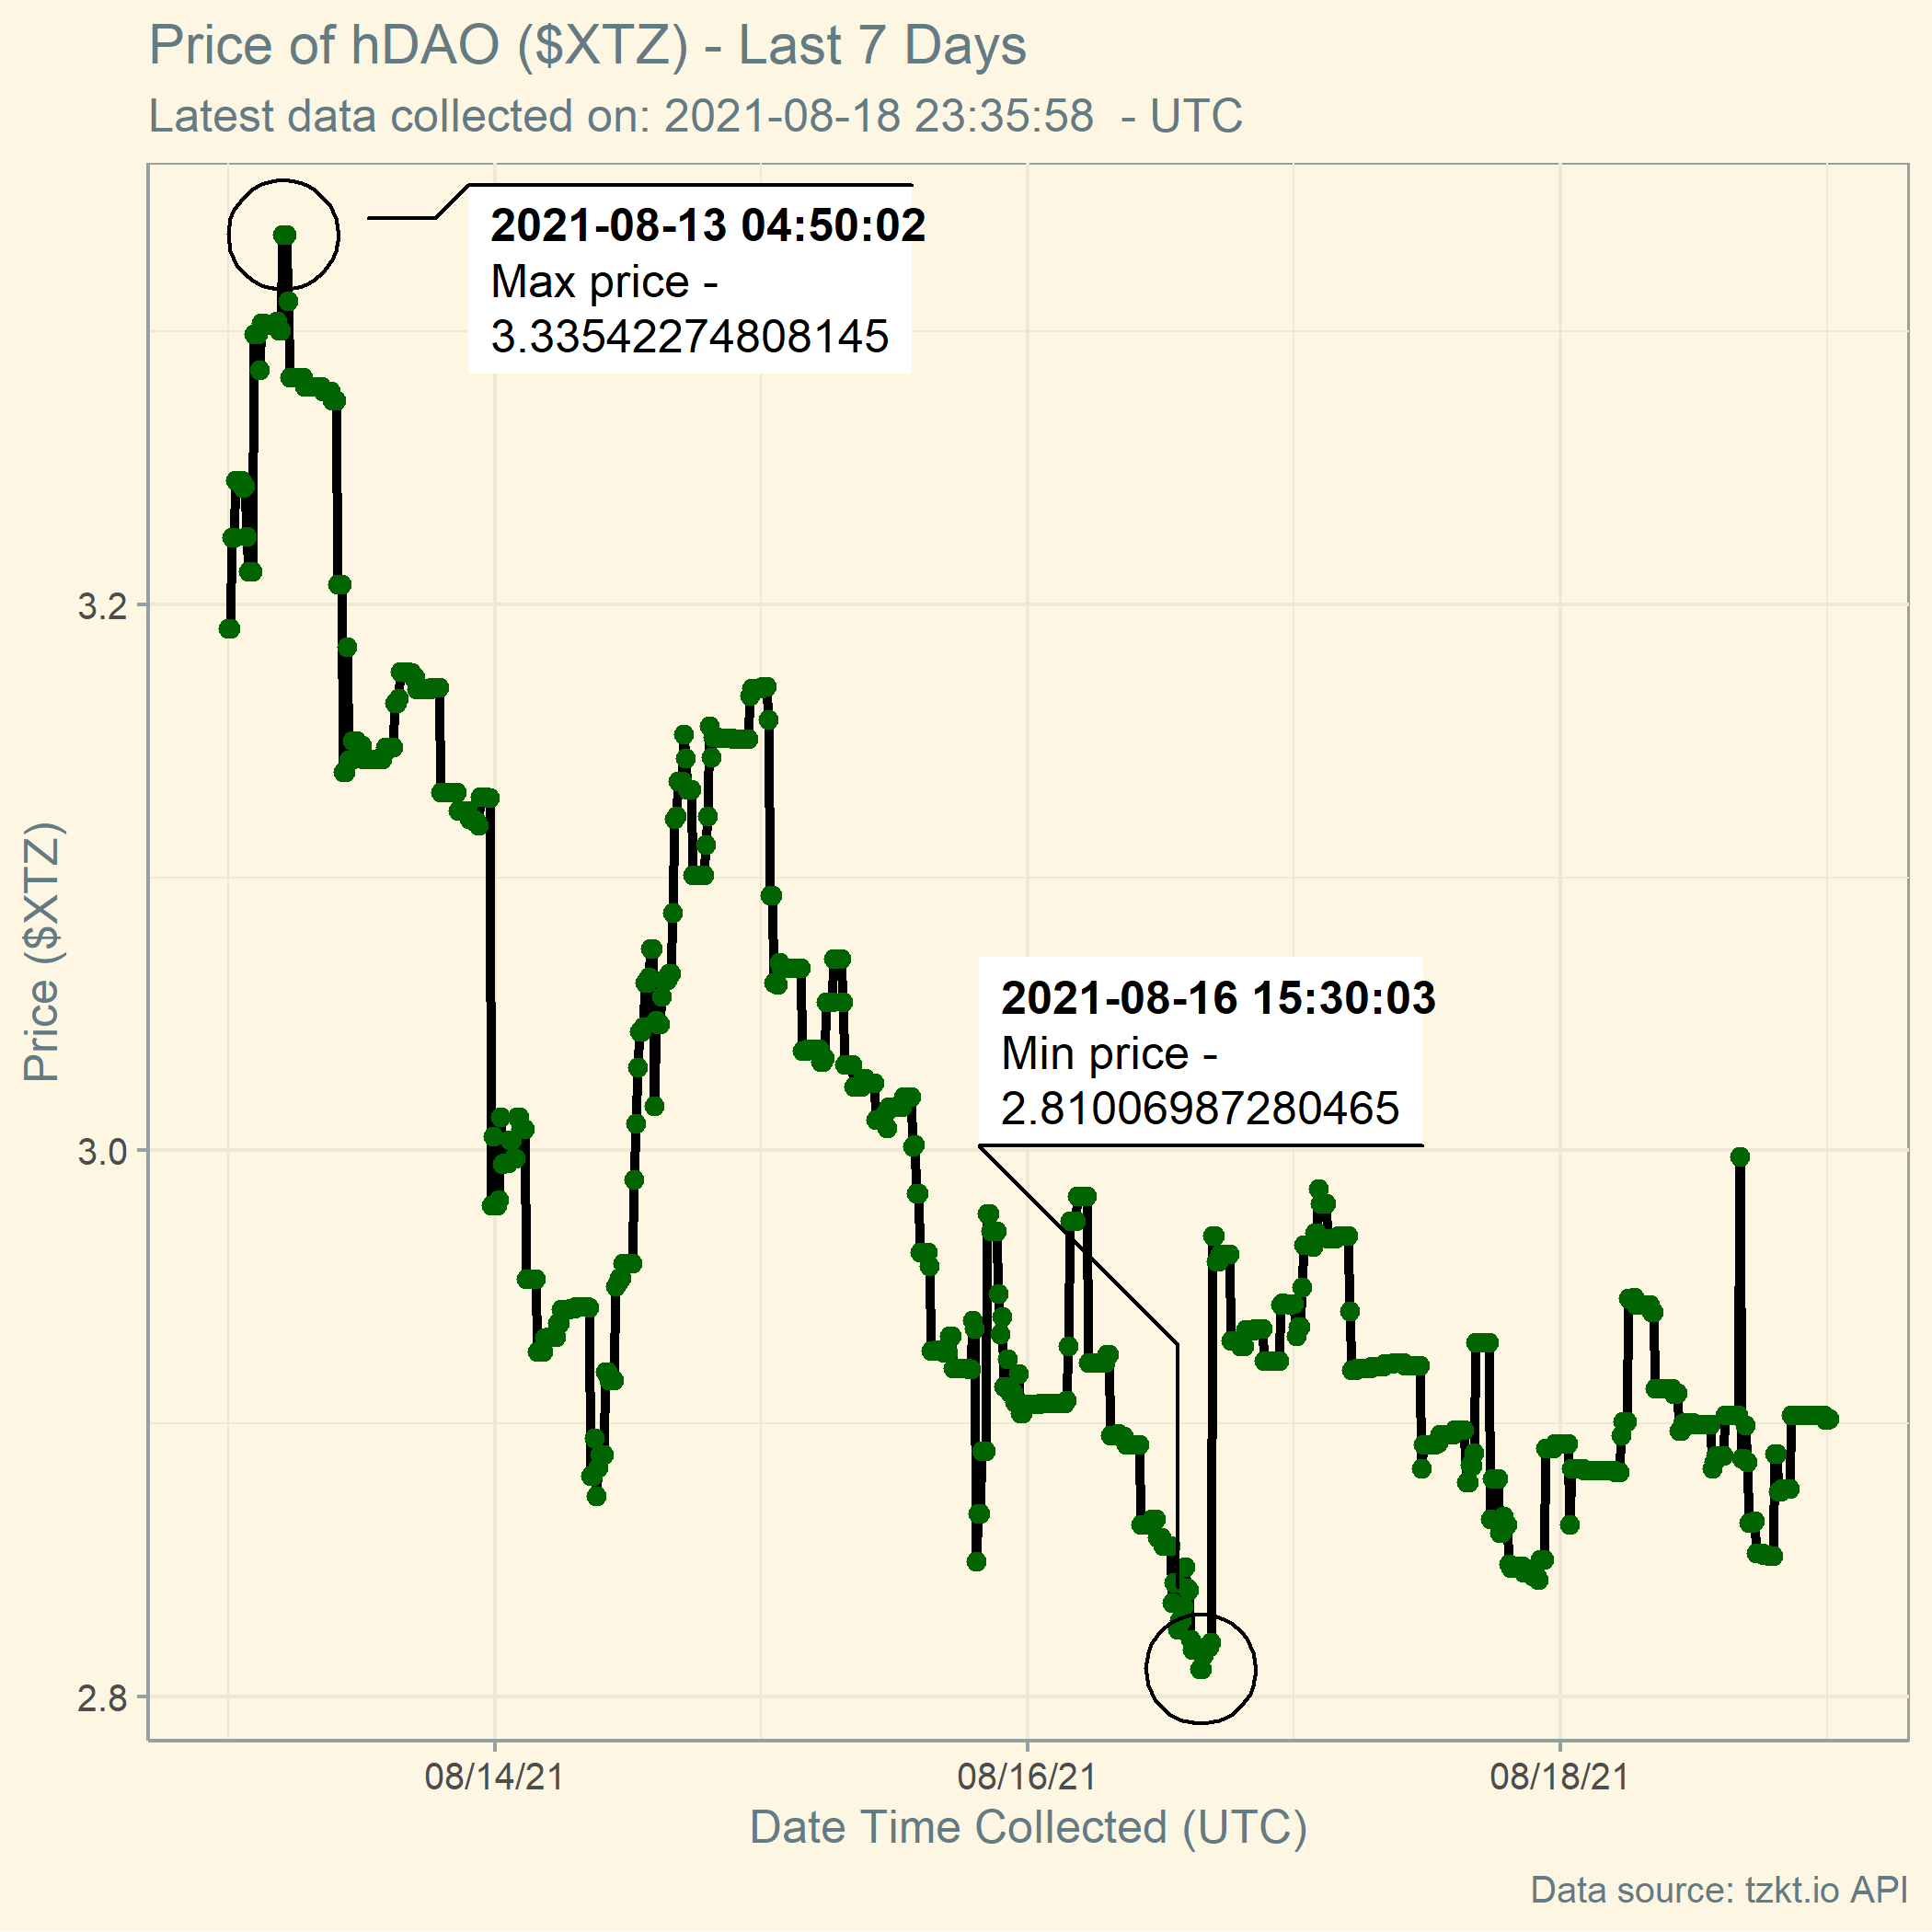 Price of hDAO ($XTZ) - Last 7 Days
Latest data collected on: 2021-08-18 23:35:58  - UTC
2021-08-13 04:50:02
Max price -
3.33542274808145
3.2
Price ($XTZ)
2021-08-16 15:30:03
Min price -
2.81006987280465
3.0
2.8
08/14/21
08/16/21
08/18/21
Date Time Collected (UTC)
Data source: tzkt.io API